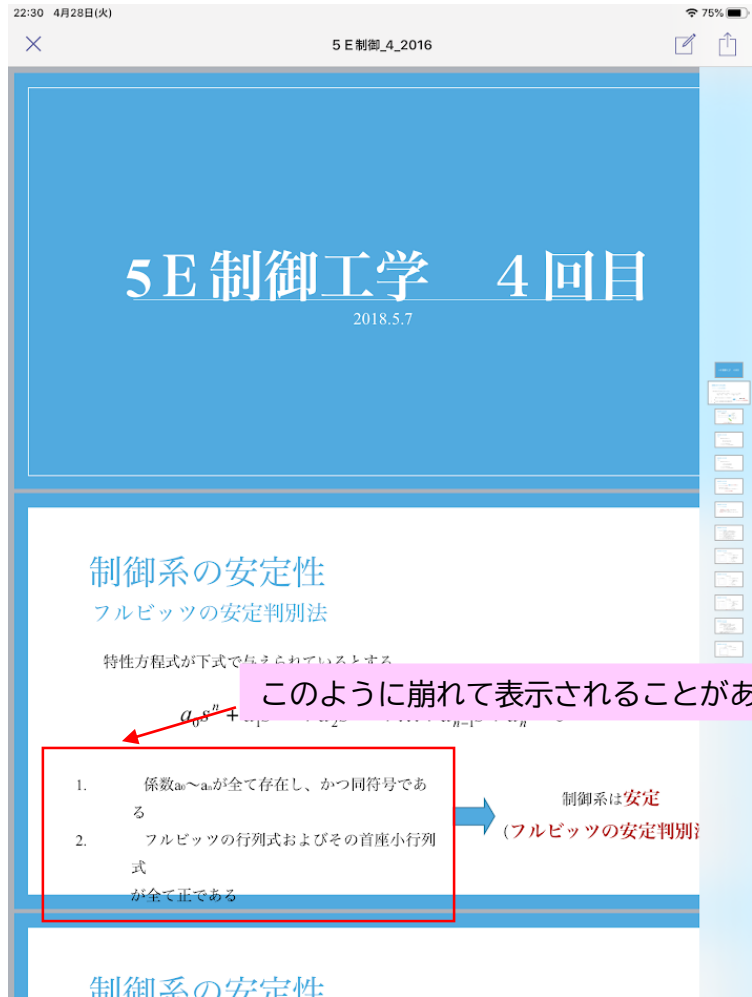 22:30 4月28日(火)
75%
5E制御_4_2016
5E制御工学　4回目
2018.5.7
制御系の安定性
フルビッツの安定判別法
特性方程式が下式で与えられているとする
このように崩れて表示されることがあ
1. 係数a₀～aₙが全て存在し、かつ同符号であ
る
2. フルビッツの行列式およびその首座小行列
式
が全て正である
制御系は安定
(フルビッツの安定判別
制御系の安定性